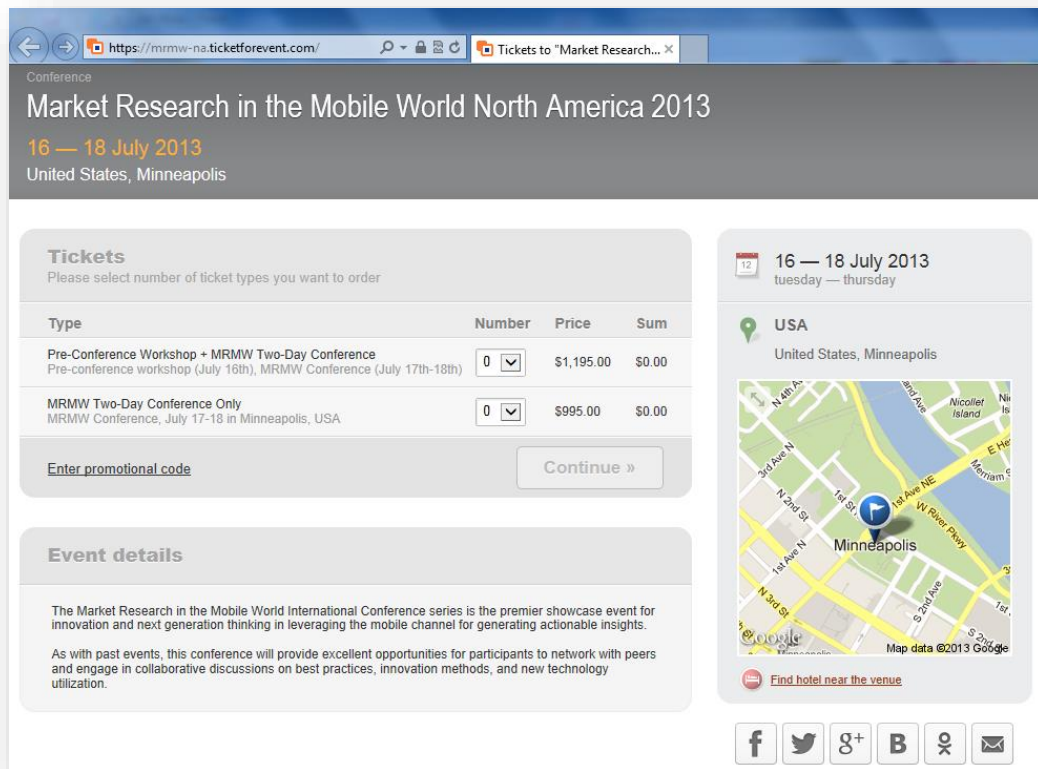 https://mrmw-na.ticketforevent.com/
Tickets to "Market Research...
Conference
Market Research in the Mobile World North America 2013
16 — 18 July 2013
United States, Minneapolis
Tickets
Please select number of ticket types you want to order
Type Number Price Sum
Pre-Conference Workshop + MRMW Two-Day Conference
Pre-conference workshop (July 16th), MRMW Conference (July 17th-18th)
0 $1,195.00 $0.00
MRMW Two-Day Conference Only
MRMW Conference, July 17-18 in Minneapolis, USA
0 $995.00 $0.00
Enter promotional code
Continue »
Event details
The Market Research in the Mobile World International Conference series is the premier showcase event for
innovation and next generation thinking in leveraging the mobile channel for generating actionable insights.
As with past events, this conference will provide excellent opportunities for participants to network with peers
and engage in collaborative discussions on best practices, innovation methods, and new technology
utilization.
12
16 — 18 July 2013
tuesday — thursday
USA
United States, Minneapolis
N 4th A
Nicollet
Island
3rd Ave N
E He
Merriam S
N 2nd St
1st St
1st Ave NE
W River Pkwy
Minneapolis
1st Ave N
N 3rd St
S 2nd Ave
1st
S 2nd
Google
Map data ©2013 Google
Find hotel near the venue
f
g+
B